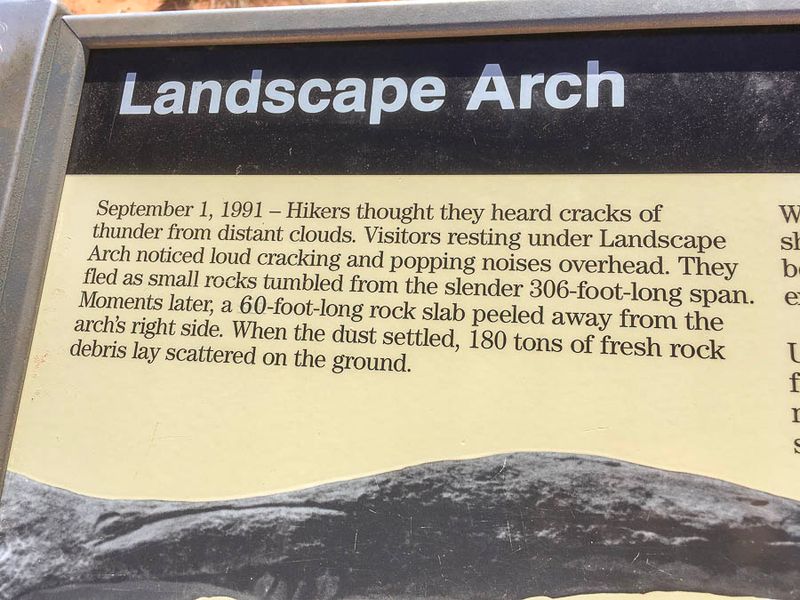 Landscape Arch
September 1, 1991 – Hikers thought they heard cracks of
thunder from distant clouds. Visitors resting under Landscape
Arch noticed loud cracking and popping noises overhead. They
fled as small rocks tumbled from the slender 306-foot-long span.
Moments later, a 60-foot-long rock slab peeled away from the
arch's right side. When the dust settled, 180 tons of fresh rock
debris lay scattered on the ground.